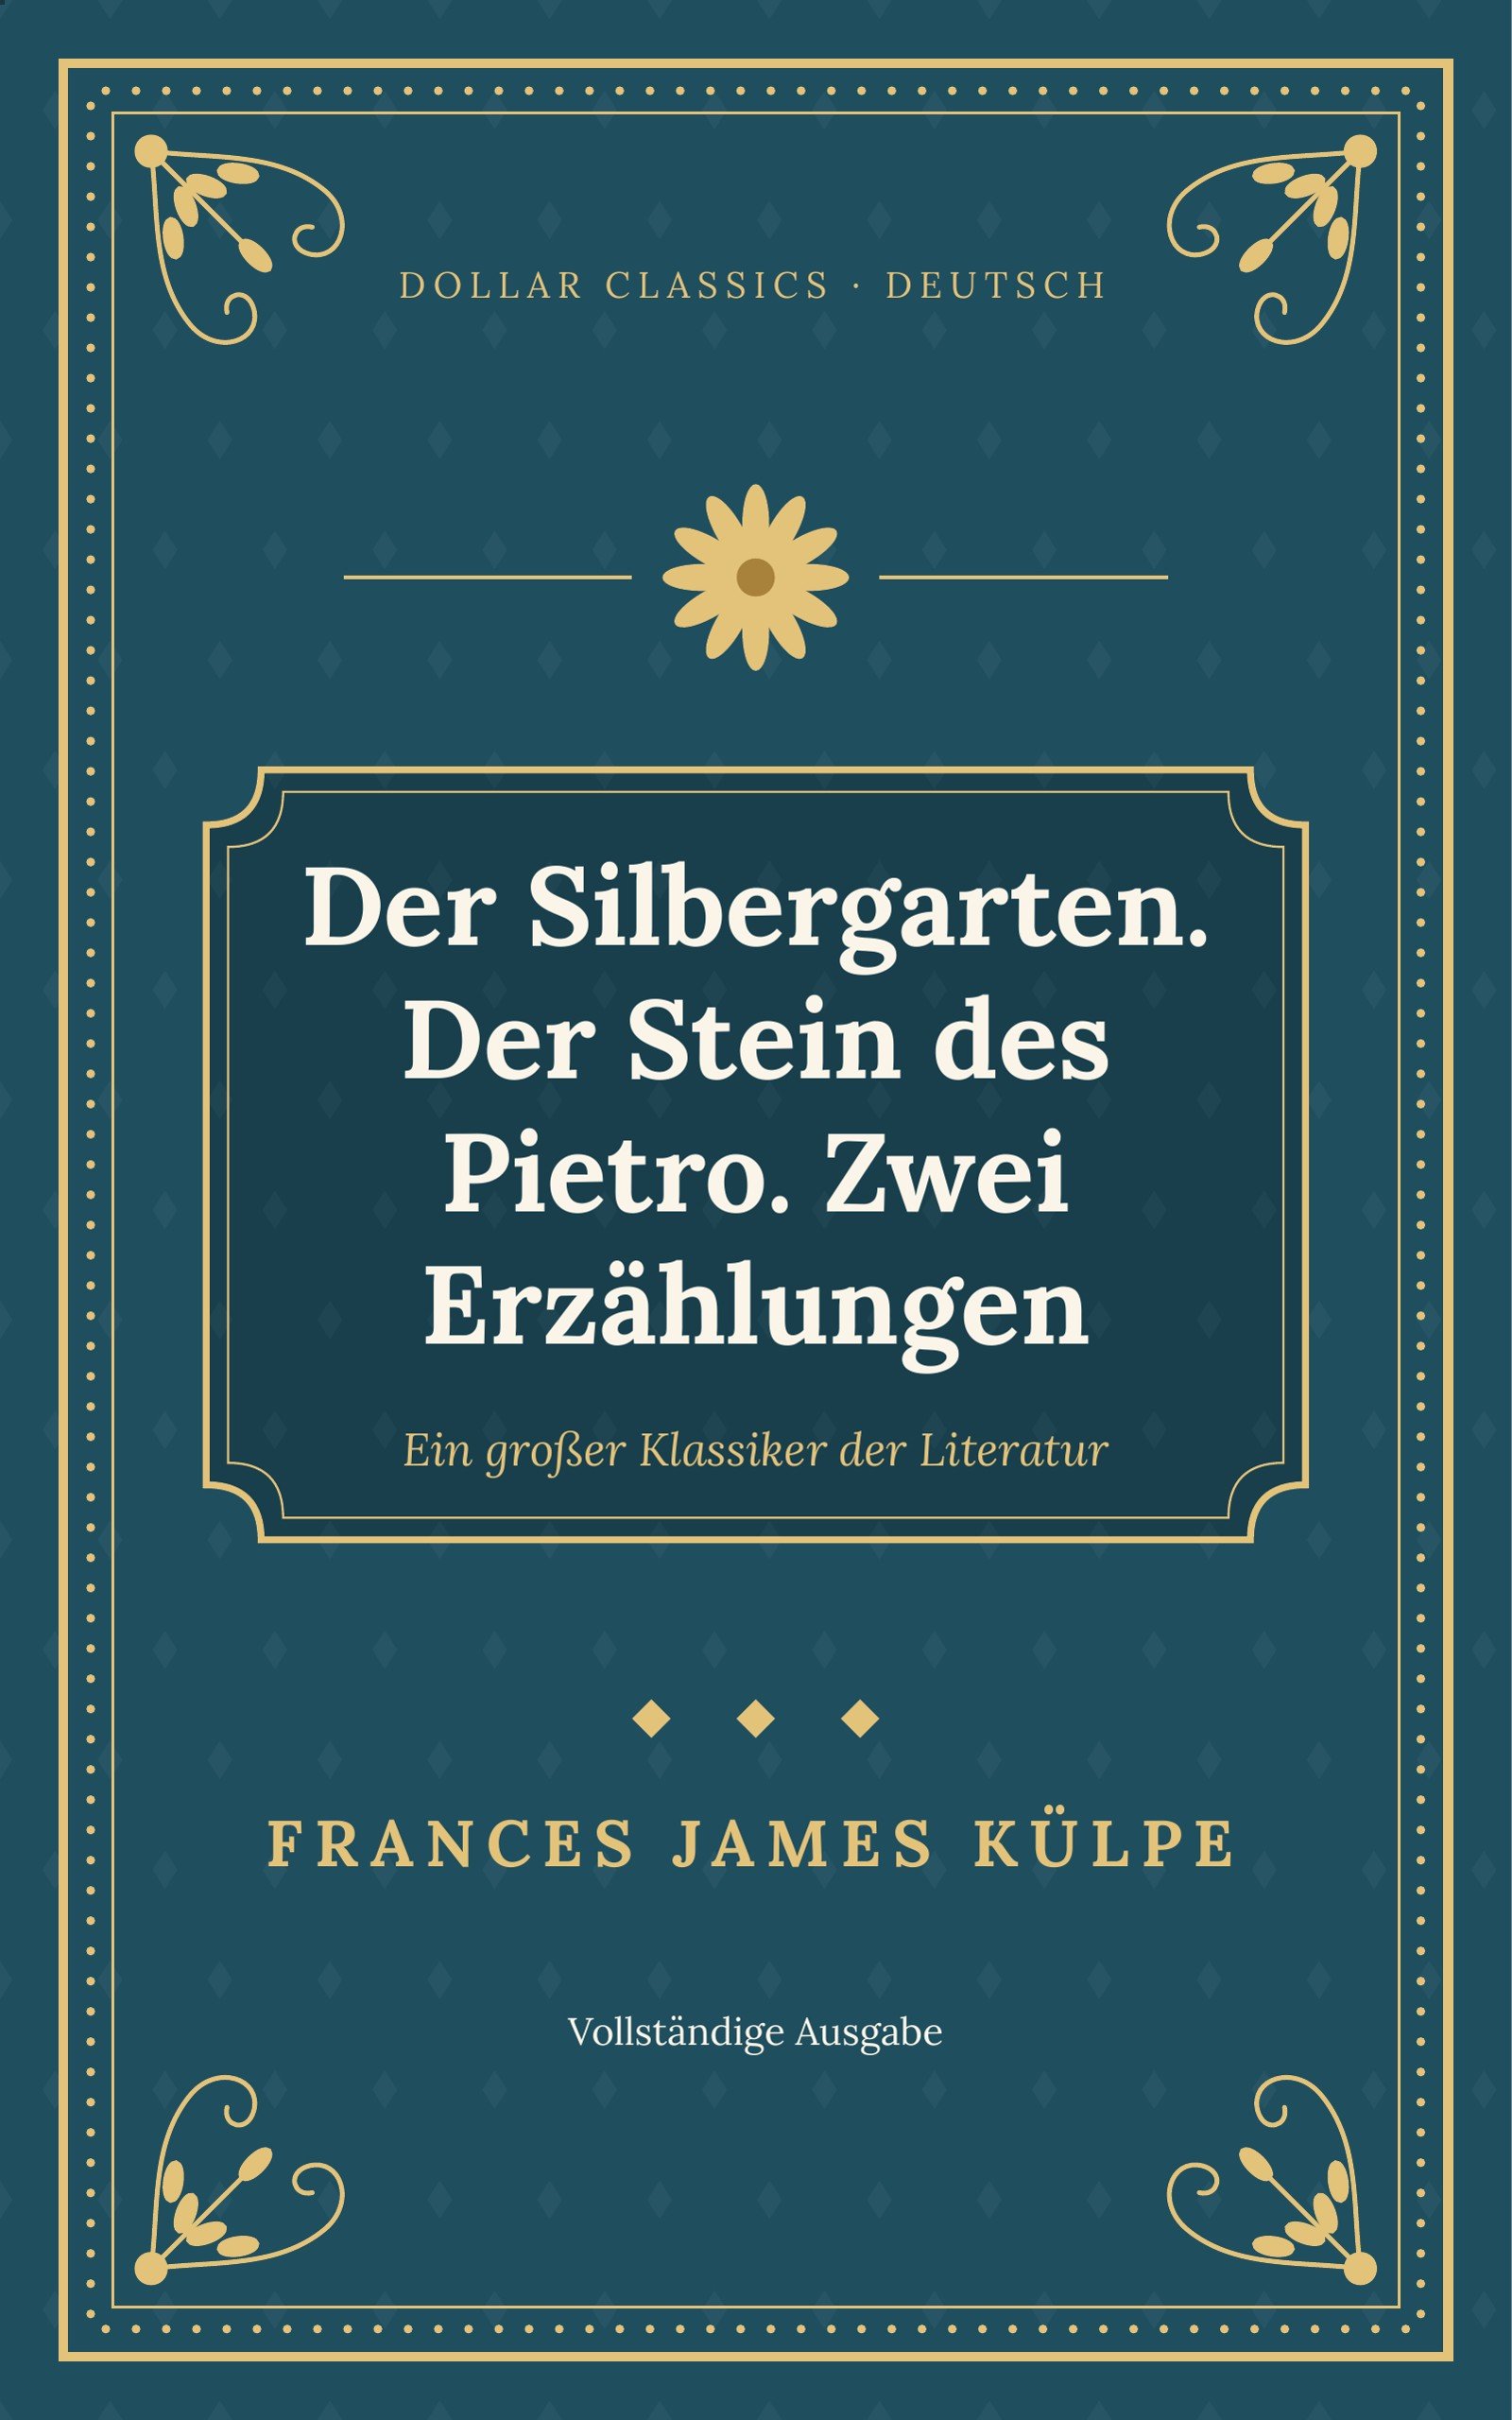 DOLLAR CLASSICS · DEUTSCH
Der Silbergarten.
Der Stein des
Pietro. Zwei
Erzählungen
Ein großer Klassiker der Literatur
FRANCES JAMES KÜLPE
Vollständige Ausgabe